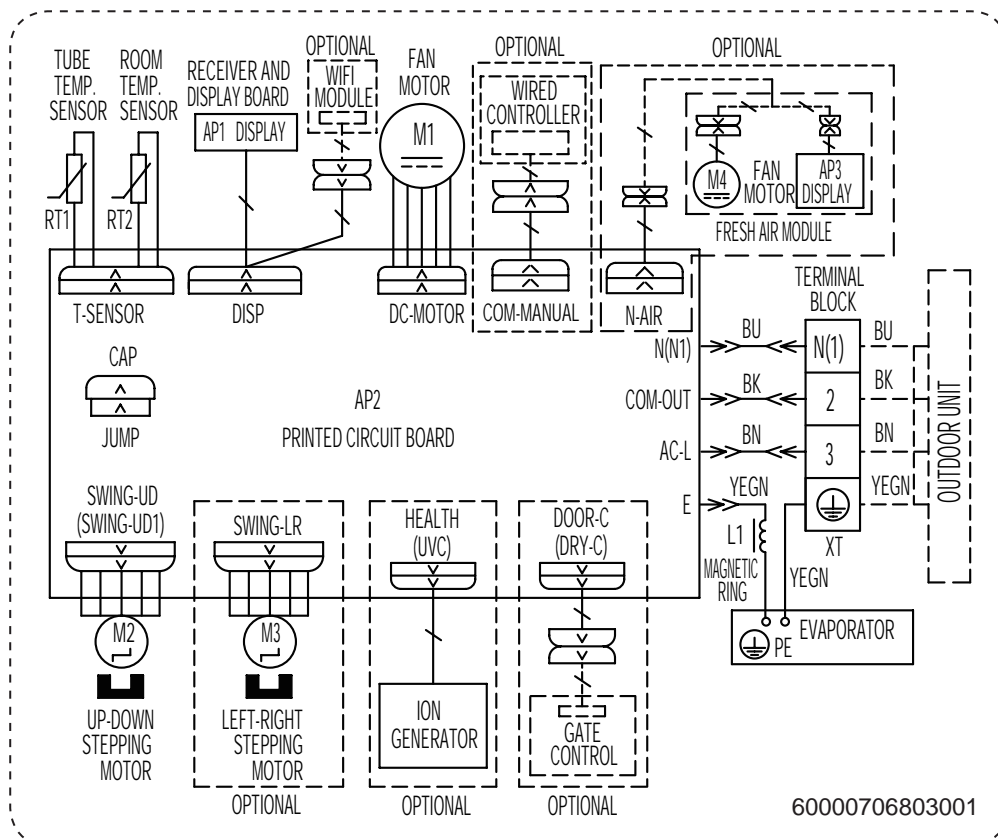 TUBE
TEMP.
SENSOR
ROOM
TEMP.
SENSOR
RECEIVER AND
DISPLAY BOARD
AP1 DISPLAY
OPTIONAL
WIFI
MODULE
FAN
MOTOR
M1
OPTIONAL
WIRED
CONTROLLER
OPTIONAL
M4
FAN
MOTOR
AP3
DISPLAY
FRESH AIR MODULE
RT1
RT2
T-SENSOR
DISP
DC-MOTOR
COM-MANUAL
N-AIR
TERMINAL
BLOCK
N(N1)
BU
N(1)
BU
COM-OUT
BK
2
BK
AC-L
BN
3
BN
E
YEGN
YEGN
XT
OUTDOOR UNIT
L1
MAGNETIC
RING
YEGN
PE
EVAPORATOR
CAP
JUMP
AP2
PRINTED CIRCUIT BOARD
SWING-UD
(SWING-UD1)
M2
UP-DOWN
STEPPING
MOTOR
SWING-LR
M3
LEFT-RIGHT
STEPPING
MOTOR
OPTIONAL
HEALTH
(UVC)
ION
GENERATOR
OPTIONAL
DOOR-C
(DRY-C)
GATE
CONTROL
OPTIONAL
60000706803001